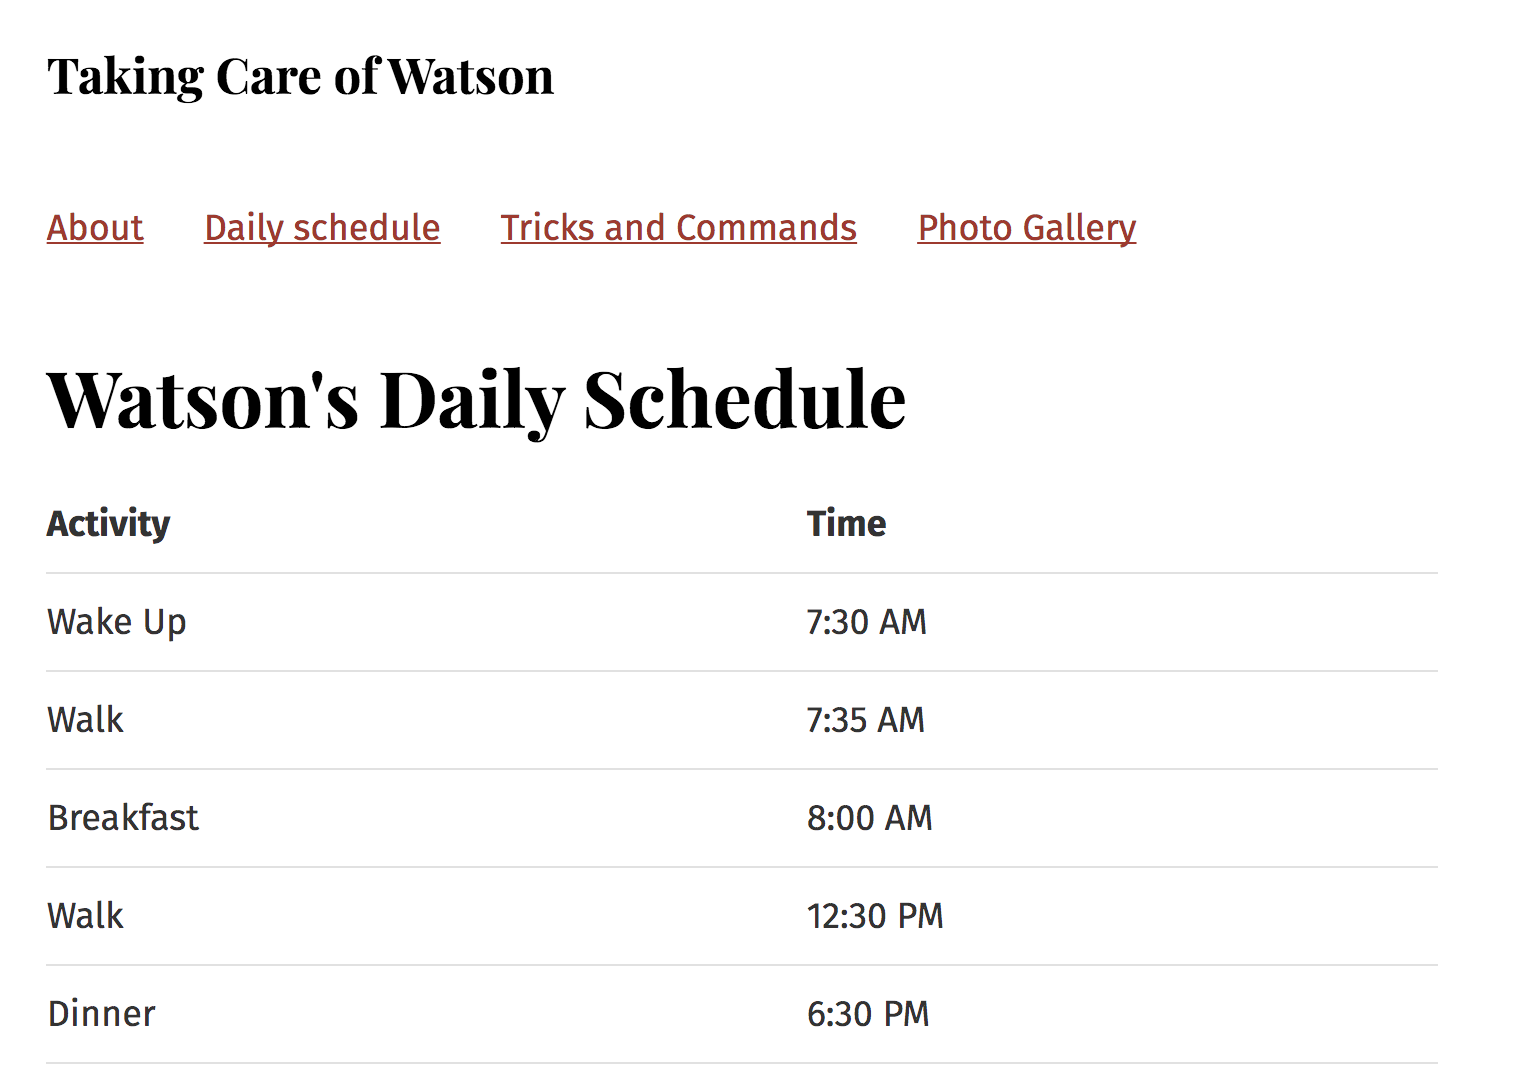 Taking Care of Watson
About Daily schedule Tricks and Commands Photo Gallery
Watson's Daily Schedule
Activity Time
Wake Up 7:30 AM
Walk 7:35 AM
Breakfast 8:00 AM
Walk 12:30 PM
Dinner 6:30 PM